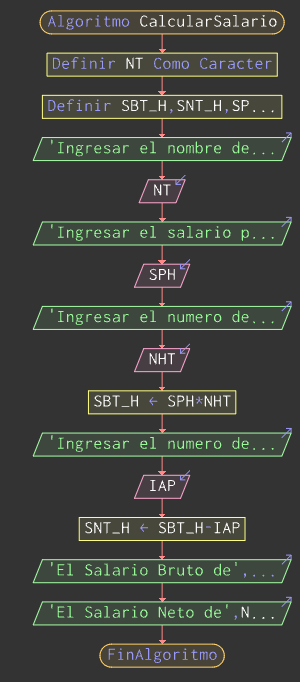 Algoritmo CalcularSalario
Definir NT Como Caracter
Definir SBT_H,SNT_H,SP...
'Ingresar el nombre de...
NT
'Ingresar el salario p...
SPH
'Ingresar el numero de...
NHT
SBT_H ← SPH*NHT
'Ingresar el numero de...
IAP
SNT_H ← SBT_H-IAP
'El Salario Bruto de',...
'El Salario Neto de',N...
FinAlgoritmo